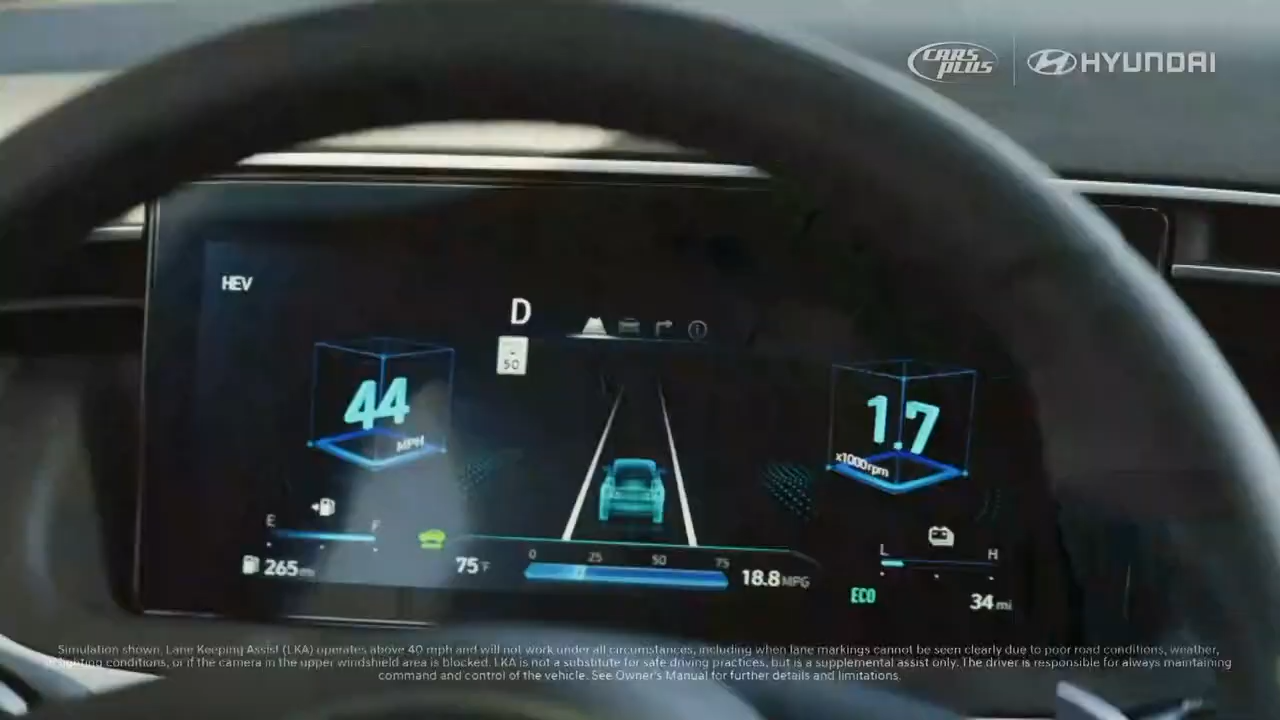 CARS PLUS
HYUNDAI
HEV
D
50
44
MPH
1.7
x1000rpm
E F
265 mi
75°F
0 25 50 75
18.8 MPG
L H
ECO
34 mi
Simulation shown. Lane Keeping Assist (LKA) operates above 40 mph and will not work under all circumstances, including when lane markings cannot be seen clearly due to poor road conditions, weather,
or lighting conditions, or if the camera in the upper windshield area is blocked. LKA is not a substitute for safe driving practices, but is a supplemental assist only. The driver is responsible for always maintaining
command and control of the vehicle. See Owner's Manual for further details and limitations.